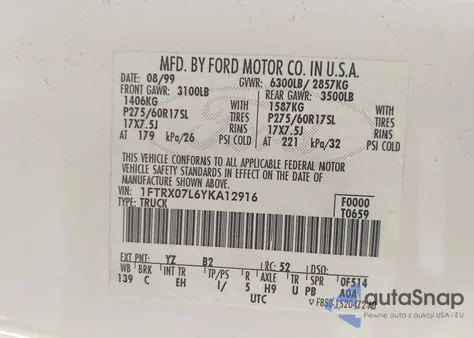 MFD. BY FORD MOTOR CO. IN U.S.A.
DATE 08/99 GVWR: 6300LB/ 2857KG
FRONT GAWR: 3100LB REAR GAWR: 3500LB
1406KG 1587KG
P275/60R17SL WITH TIRES P275/60R17SL WITH TIRES
17X7.5J RIMS 17X7.5J RIMS
AT 179 kPa/26 PSI COLD AT 221 kPa/32 PSI COLD
THIS VEHICLE CONFORMS TO ALL APPLICABLE FEDERAL MOTOR
VEHICLE SAFETY STANDARDS IN EFFECT ON THE DATE OF
MANUFACTURE SHOWN ABOVE.
VIN: 1FTRX07L6YKA12916 F0000
TYPE: TRUCK T0659
EXT PNT: YZ B2 RC: 52 DSO:
WB BRK INT TR TP/PS R AXLE TR SPR 0F514
139 C EH I/ 5 H9 U PB A0A
UTC
autaSnap
Pewne auta z USA i EU